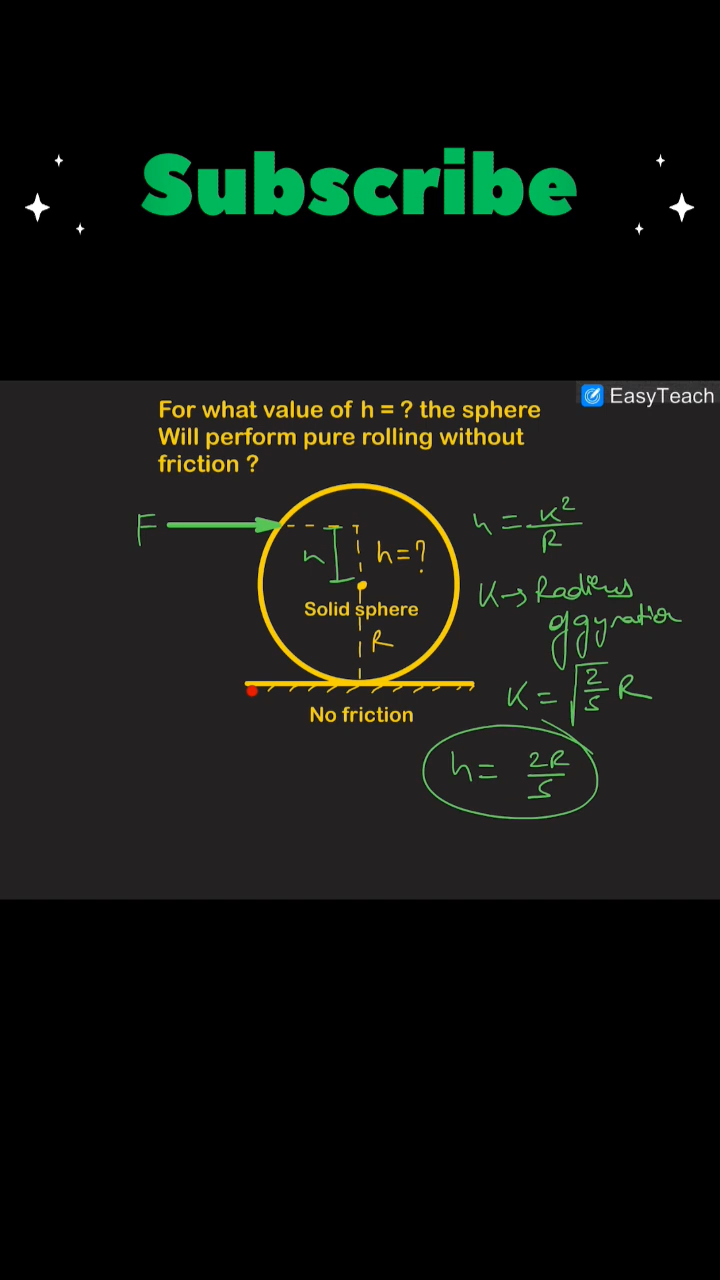 Subscribe
EasyTeach
For what value of h = ? the sphere
Will perform pure rolling without
friction ?
F
h
h=?
Solid sphere
R
No friction
h = K²/R
K→ Radius
gyration
K = √2/5 R
h = 2R/5